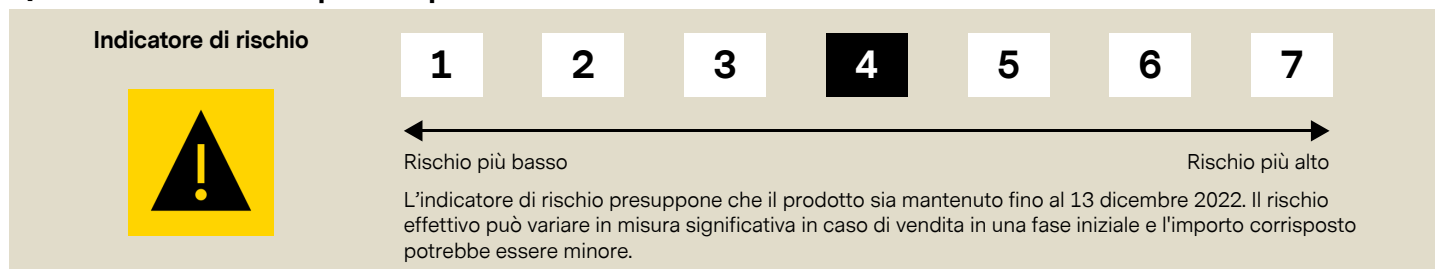 Indicatore di rischio
1 2 3 4 5 6 7
Rischio più basso Rischio più alto
L'indicatore di rischio presuppone che il prodotto sia mantenuto fino al 13 dicembre 2022. Il rischio
effettivo può variare in misura significativa in caso di vendita in una fase iniziale e l'importo corrisposto
potrebbe essere minore.